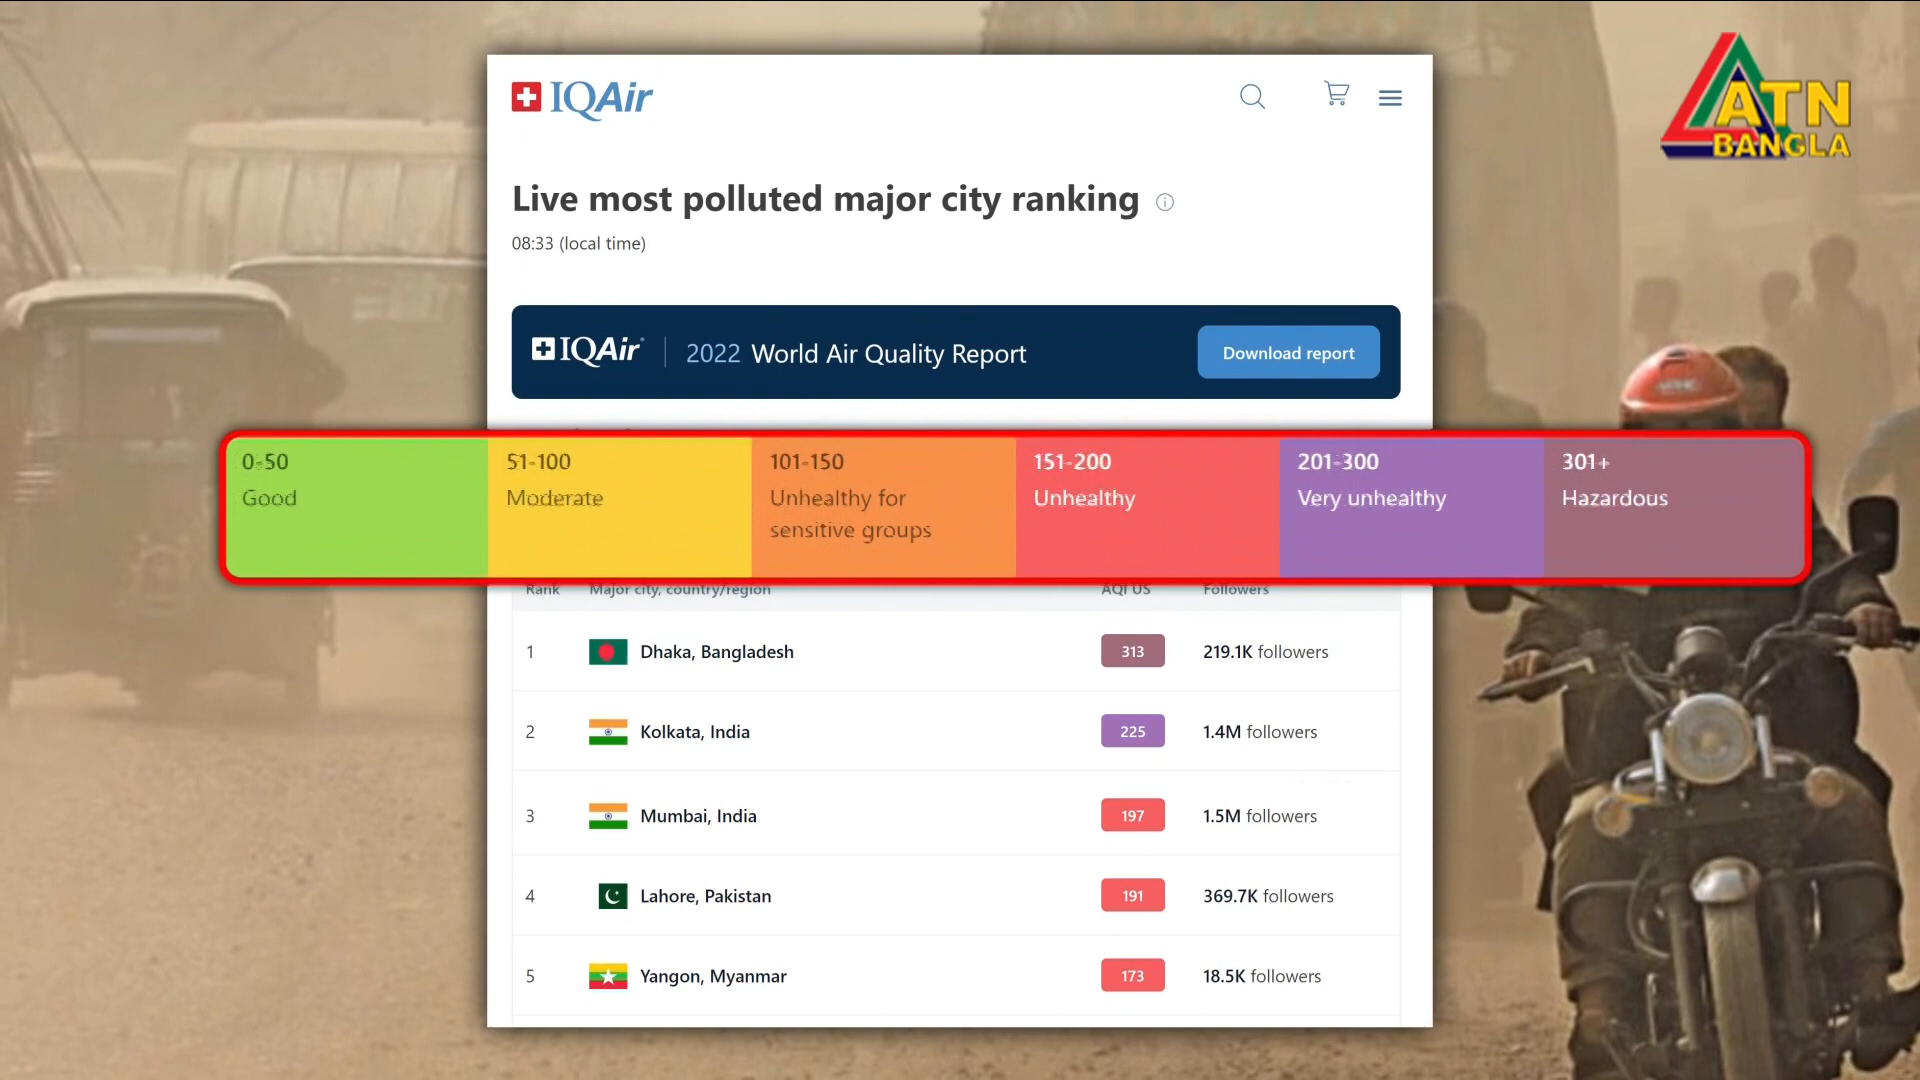 IQAir
ATN
BANGLA
Live most polluted major city ranking
08:33 (local time)
IQAir 2022 World Air Quality Report Download report
0-50 51-100 101-150 151-200 201-300 301+
Good Moderate Unhealthy for sensitive groups Unhealthy Very unhealthy Hazardous
Rank Major city, country/region AQI US Followers
1 Dhaka, Bangladesh 313 219.1K followers
2 Kolkata, India 225 1.4M followers
3 Mumbai, India 197 1.5M followers
4 Lahore, Pakistan 191 369.7K followers
5 Yangon, Myanmar 173 18.5K followers